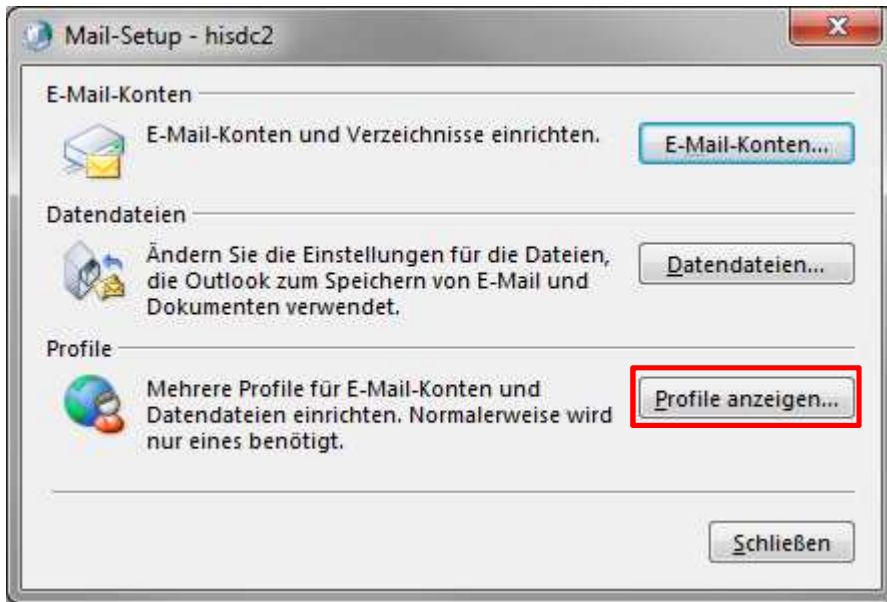 Mail-Setup - hisdc2
E-Mail-Konten
E-Mail-Konten und Verzeichnisse einrichten.
E-Mail-Konten...
Datendateien
Ändern Sie die Einstellungen für die Dateien,
die Outlook zum Speichern von E-Mail und
Dokumenten verwendet.
Datendateien...
Profile
Mehrere Profile für E-Mail-Konten und
Datendateien einrichten. Normalerweise wird
nur eines benötigt.
Profile anzeigen...
Schließen